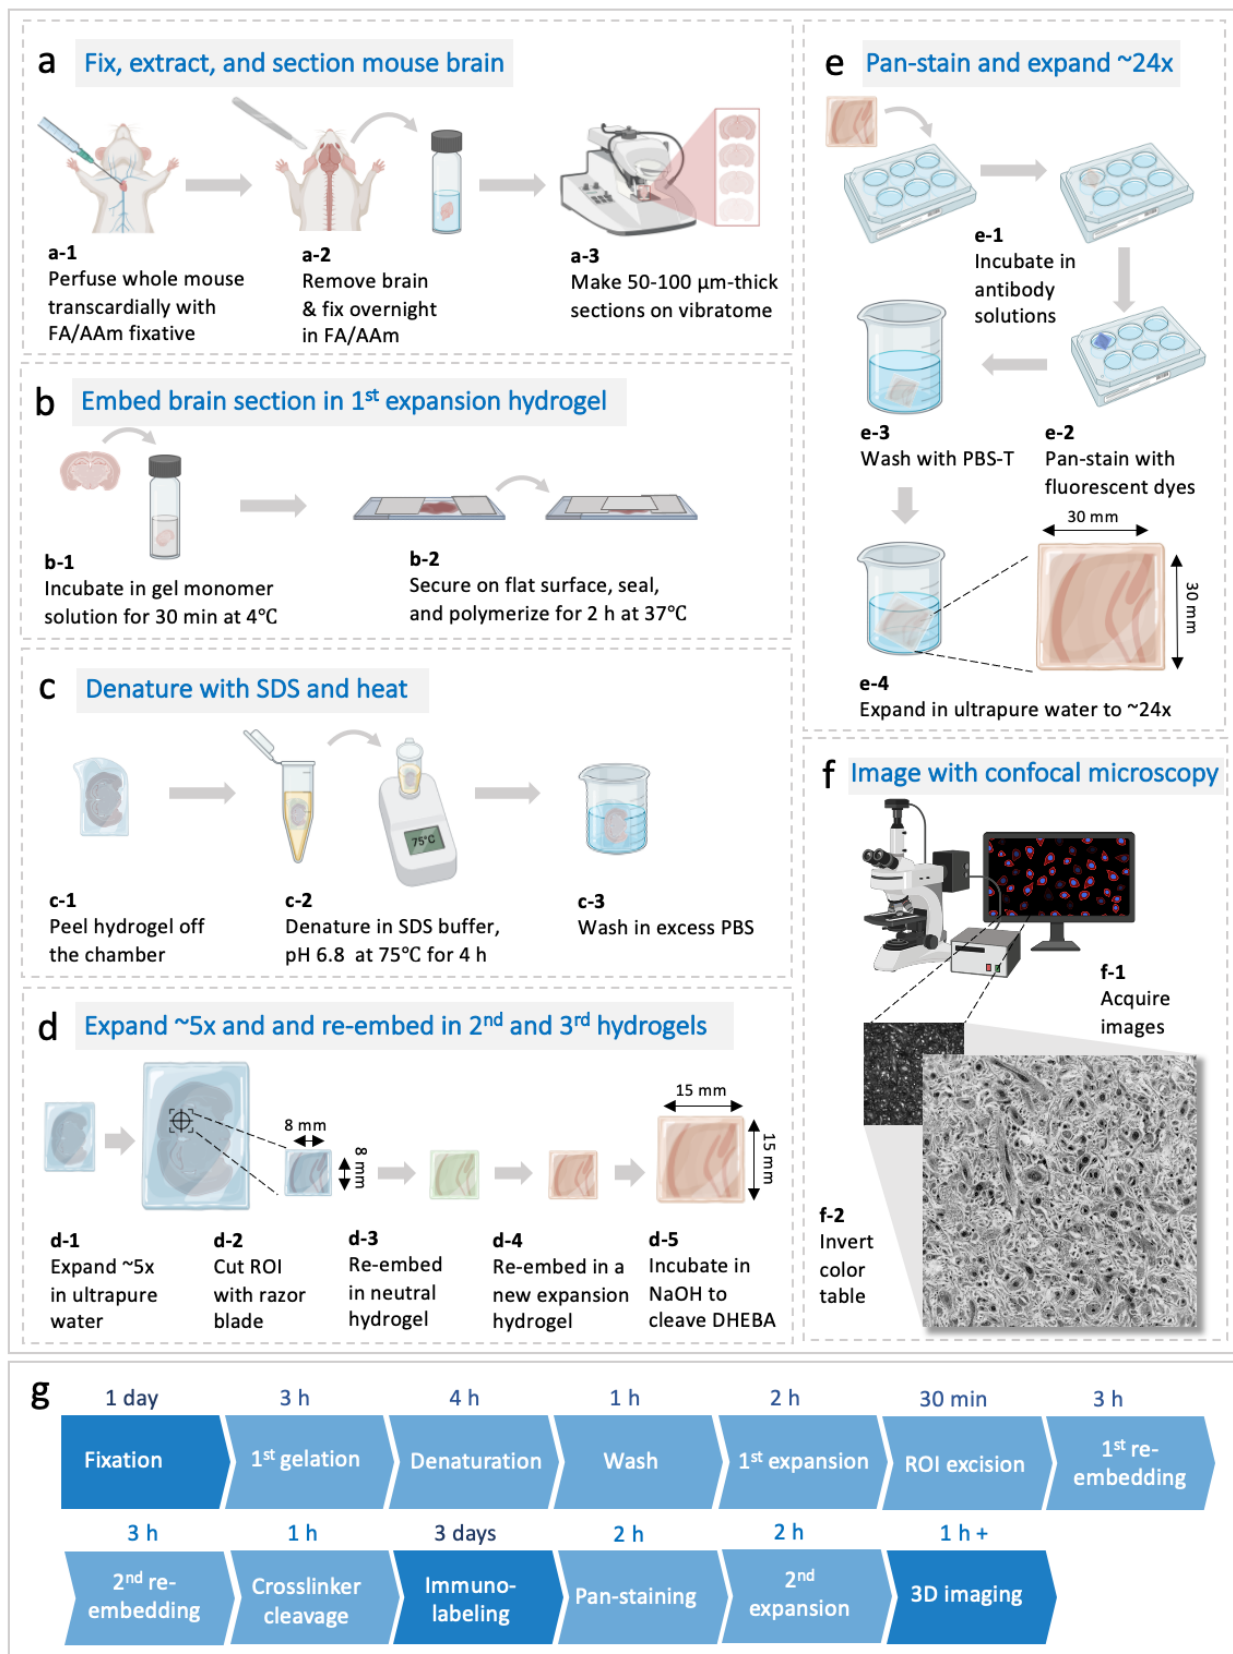 a
Fix, extract, and section mouse brain
a-1
Perfuse whole mouse
transcardially with
FA/AAm fixative
a-2
Remove brain
& fix overnight
in FA/AAm
a-3
Make 50-100 µm-thick
sections on vibratome
b
Embed brain section in 1st expansion hydrogel
b-1
Incubate in gel monomer
solution for 30 min at 4℃
b-2
Secure on flat surface, seal,
and polymerize for 2 h at 37℃
c
Denature with SDS and heat
75°C
c-1
Peel hydrogel off
the chamber
c-2
Denature in SDS buffer,
pH 6.8 at 75℃ for 4 h
c-3
Wash in excess PBS
d
Expand ~5x and and re-embed in 2nd and 3rd hydrogels
8 mm
8 mm
15 mm
15 mm
d-1
Expand ~5x
in ultrapure
water
d-2
Cut ROI
with razor
blade
d-3
Re-embed
in neutral
hydrogel
d-4
Re-embed in a
new expansion
hydrogel
d-5
Incubate in
NaOH to
cleave DHEBA
e
Pan-stain and expand ~24x
e-1
Incubate in
antibody
solutions
e-2
Pan-stain with
fluorescent dyes
e-3
Wash with PBS-T
30 mm
30 mm
e-4
Expand in ultrapure water to ~24x
f
Image with confocal microscopy
f-1
Acquire
images
f-2
Invert
color
table
g
1 day
3 h
4 h
1 h
2 h
30 min
3 h
Fixation
1st gelation
Denaturation
Wash
1st expansion
ROI excision
1st re-
embedding
3 h
1 h
3 days
2 h
2 h
1 h +
2nd re-
embedding
Crosslinker
cleavage
Immuno-
labeling
Pan-staining
2nd
expansion
3D imaging